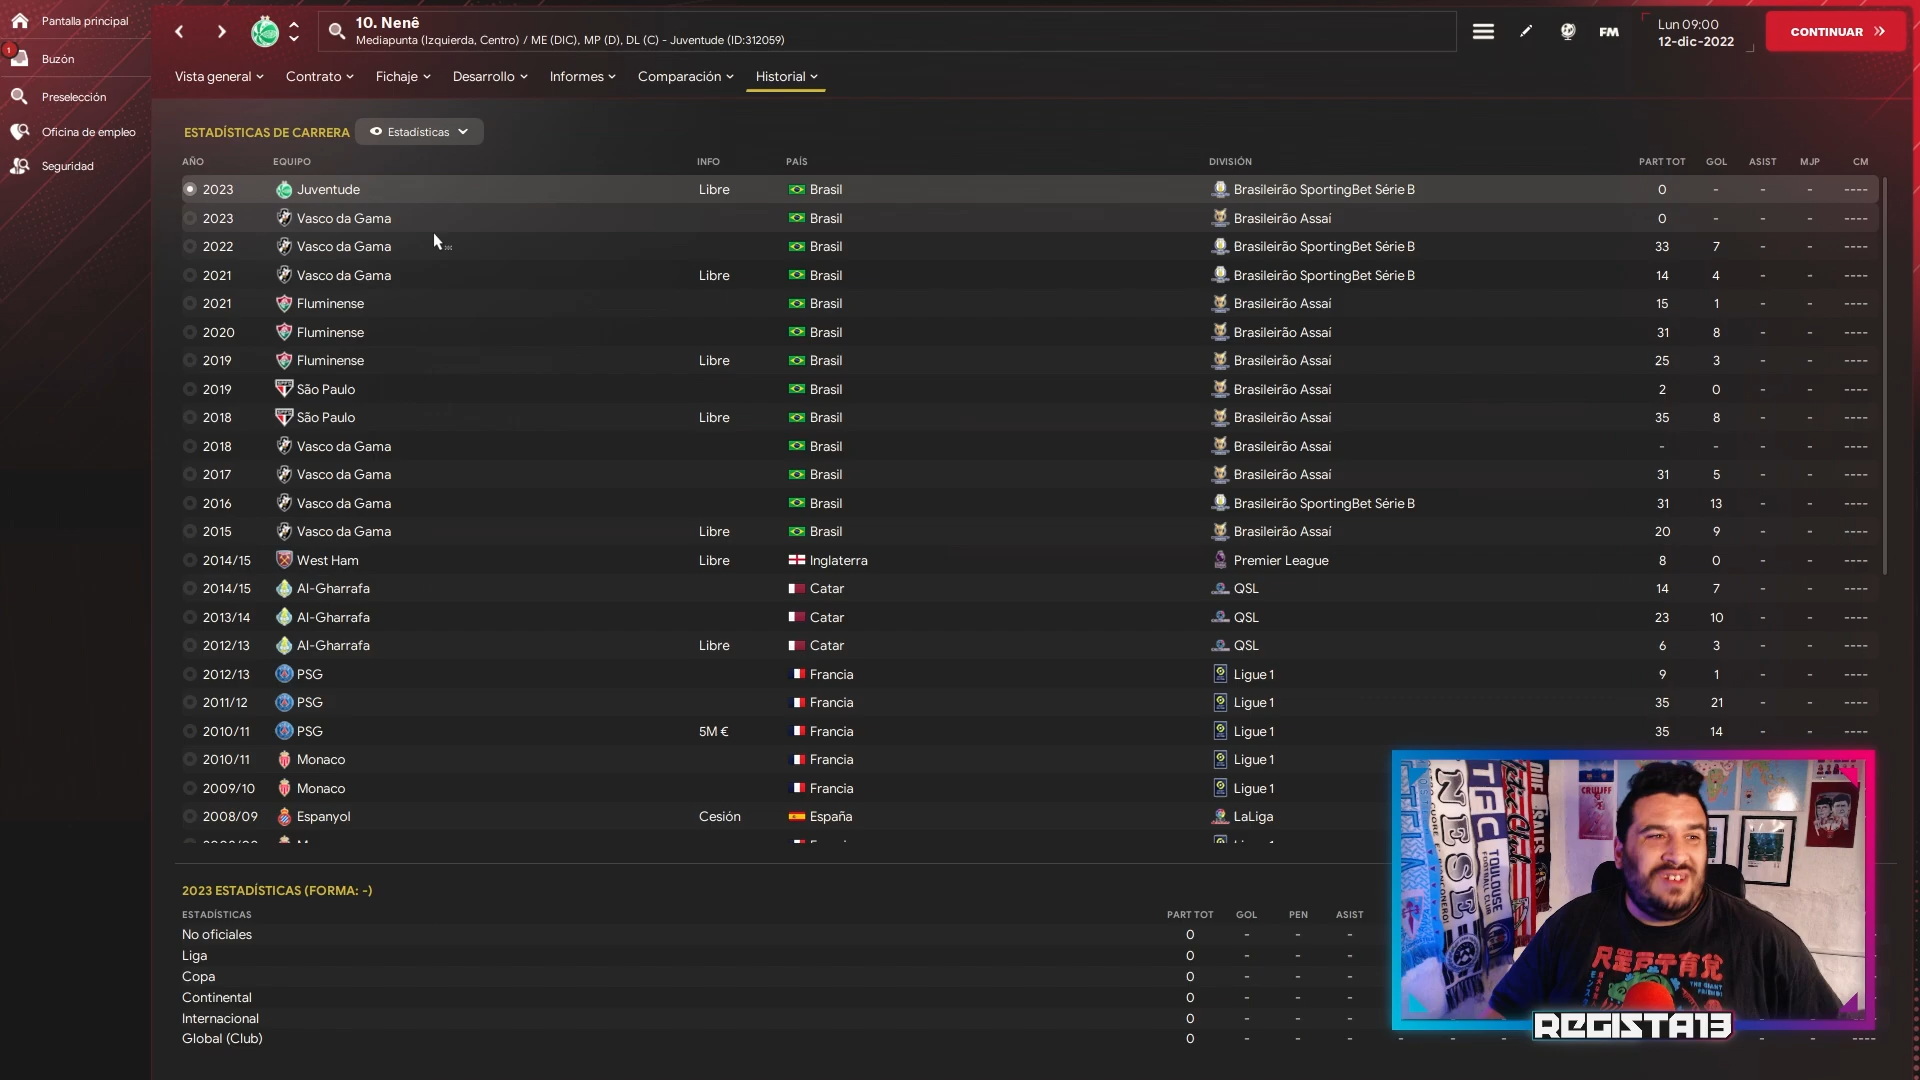 Pantalla principal
1
Buzón
Preselección
Oficina de empleo
Seguridad
10. Nenê
Mediapunta (Izquierda, Centro) / ME (DIC), MP (D), DL (C) - Juventude (ID:312059)
FM
Lun 09:00
12-dic-2022
CONTINUAR
Vista general Contrato Fichaje Desarrollo Informes Comparación Historial
ESTADÍSTICAS DE CARRERA Estadísticas
AÑO EQUIPO INFO PAÍS DIVISIÓN PART TOT GOL ASIST MJP CM
2023 Juventude Libre Brasil Brasileirão SportingBet Série B 0 - - - ----
2023 Vasco da Gama Brasil Brasileirão Assaí 0 - - - ----
2022 Vasco da Gama Brasil Brasileirão SportingBet Série B 33 7 - - ----
2021 Vasco da Gama Libre Brasil Brasileirão SportingBet Série B 14 4 - - ----
2021 Fluminense Brasil Brasileirão Assaí 15 1 - - ----
2020 Fluminense Brasil Brasileirão Assaí 31 8 - - ----
2019 Fluminense Libre Brasil Brasileirão Assaí 25 3 - - ----
2019 São Paulo Brasil Brasileirão Assaí 2 0 - - ----
2018 São Paulo Libre Brasil Brasileirão Assaí 35 8 - - ----
2018 Vasco da Gama Brasil Brasileirão Assaí - - - - ----
2017 Vasco da Gama Brasil Brasileirão Assaí 31 5 - - ----
2016 Vasco da Gama Brasil Brasileirão SportingBet Série B 31 13 - - ----
2015 Vasco da Gama Libre Brasil Brasileirão Assaí 20 9 - - ----
2014/15 West Ham Libre Inglaterra Premier League 8 0 - - ----
2014/15 Al-Gharrafa Catar QSL 14 7 - - ----
2013/14 Al-Gharrafa Catar QSL 23 10 - - ----
2012/13 Al-Gharrafa Libre Catar QSL 6 3 - - ----
2012/13 PSG Francia Ligue 1 9 1 - - ----
2011/12 PSG Francia Ligue 1 35 21 - - ----
2010/11 PSG 5M € Francia Ligue 1 35 14 - - ----
2010/11 Monaco Francia Ligue 1
2009/10 Monaco Francia Ligue 1
2008/09 Espanyol Cesión España LaLiga
2023 ESTADÍSTICAS (FORMA: -)
ESTADÍSTICAS PART TOT GOL PEN ASIST
No oficiales 0 - - -
Liga 0 - - -
Copa 0 - - -
Continental 0 - - -
Internacional 0 - - -
Global (Club) 0 - - - - - - - - ----
CRUIJFF
NESE
TFC
TOULOUSE
FOOTBALL CLUB
THE GIANT
REGISTA13